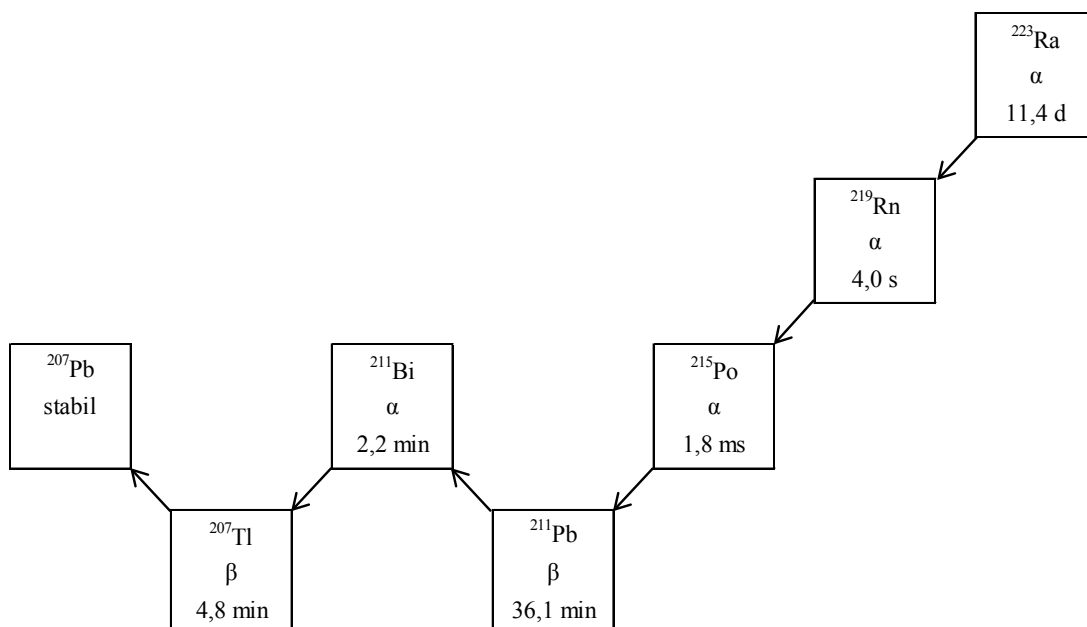 ²²³Ra
α
11,4 d
²¹⁹Rn
α
4,0 s
²⁰⁷Pb
stabil
²¹¹Bi
α
2,2 min
²¹⁵Po
α
1,8 ms
²⁰⁷Tl
β
4,8 min
²¹¹Pb
β
36,1 min